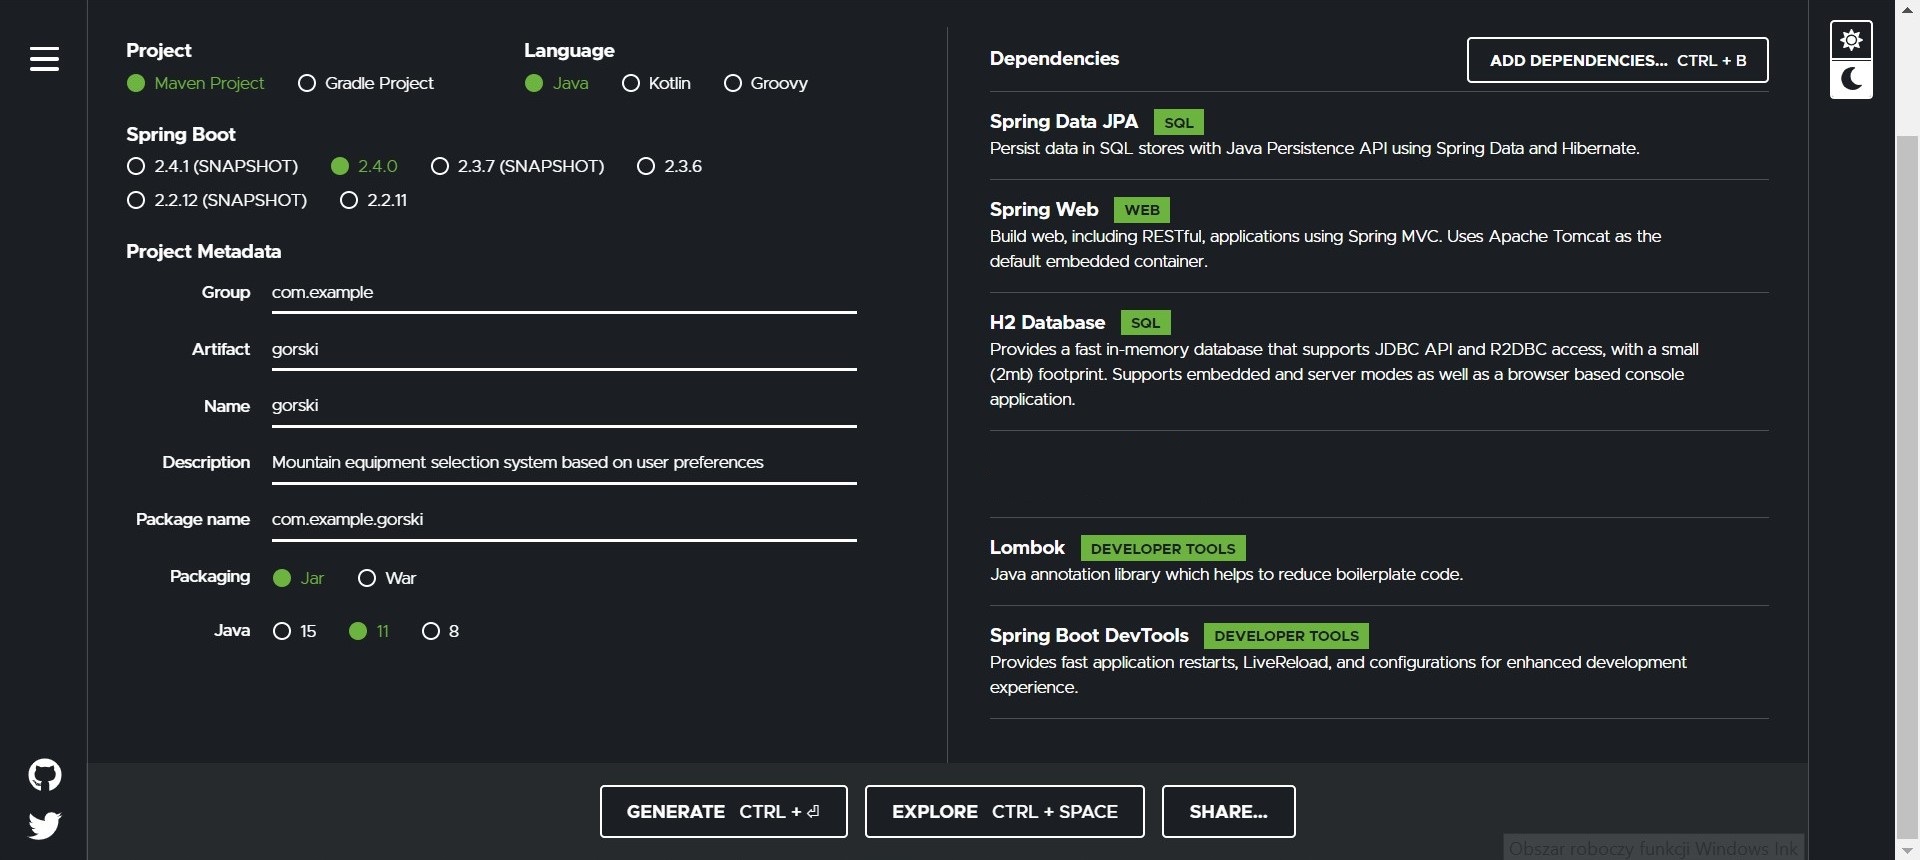 Project
Maven Project Gradle Project
Language
Java Kotlin Groovy
Spring Boot
2.4.1 (SNAPSHOT) 2.4.0 2.3.7 (SNAPSHOT) 2.3.6
2.2.12 (SNAPSHOT) 2.2.11
Project Metadata
Group com.example
Artifact gorski
Name gorski
Description Mountain equipment selection system based on user preferences
Package name com.example.gorski
Packaging Jar War
Java 15 11 8
Dependencies
ADD DEPENDENCIES... CTRL + B
Spring Data JPA SQL
Persist data in SQL stores with Java Persistence API using Spring Data and Hibernate.
Spring Web WEB
Build web, including RESTful, applications using Spring MVC. Uses Apache Tomcat as the
default embedded container.
H2 Database SQL
Provides a fast in-memory database that supports JDBC API and R2DBC access, with a small
(2mb) footprint. Supports embedded and server modes as well as a browser based console
application.
Lombok DEVELOPER TOOLS
Java annotation library which helps to reduce boilerplate code.
Spring Boot DevTools DEVELOPER TOOLS
Provides fast application restarts, LiveReload, and configurations for enhanced development
experience.
GENERATE CTRL + ⏎
EXPLORE CTRL + SPACE
SHARE...
Obszar roboczy funkcji Windows Ink